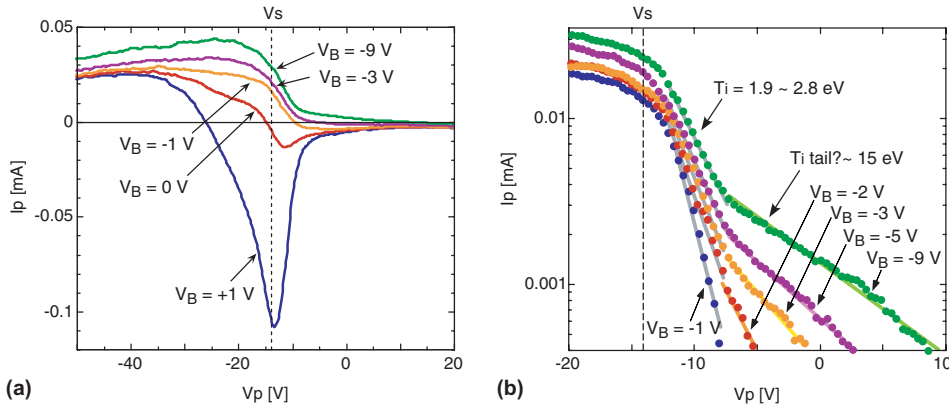 Vs
0.05
V_B = -9 V
V_B = -3 V
0
V_B = -1 V
V_B = 0 V
-0.05
V_B = +1 V
-0.1
Ip [mA]
-40
-20
0
20
Vp [V]
(a)
Vs
Ti = 1.9 ~ 2.8 eV
0.01
Ti tail?~ 15 eV
V_B = -2 V
V_B = -3 V
V_B = -5 V
V_B = -9 V
0.001
V_B = -1 V
Ip [mA]
-20
-10
0
10
Vp [V]
(b)